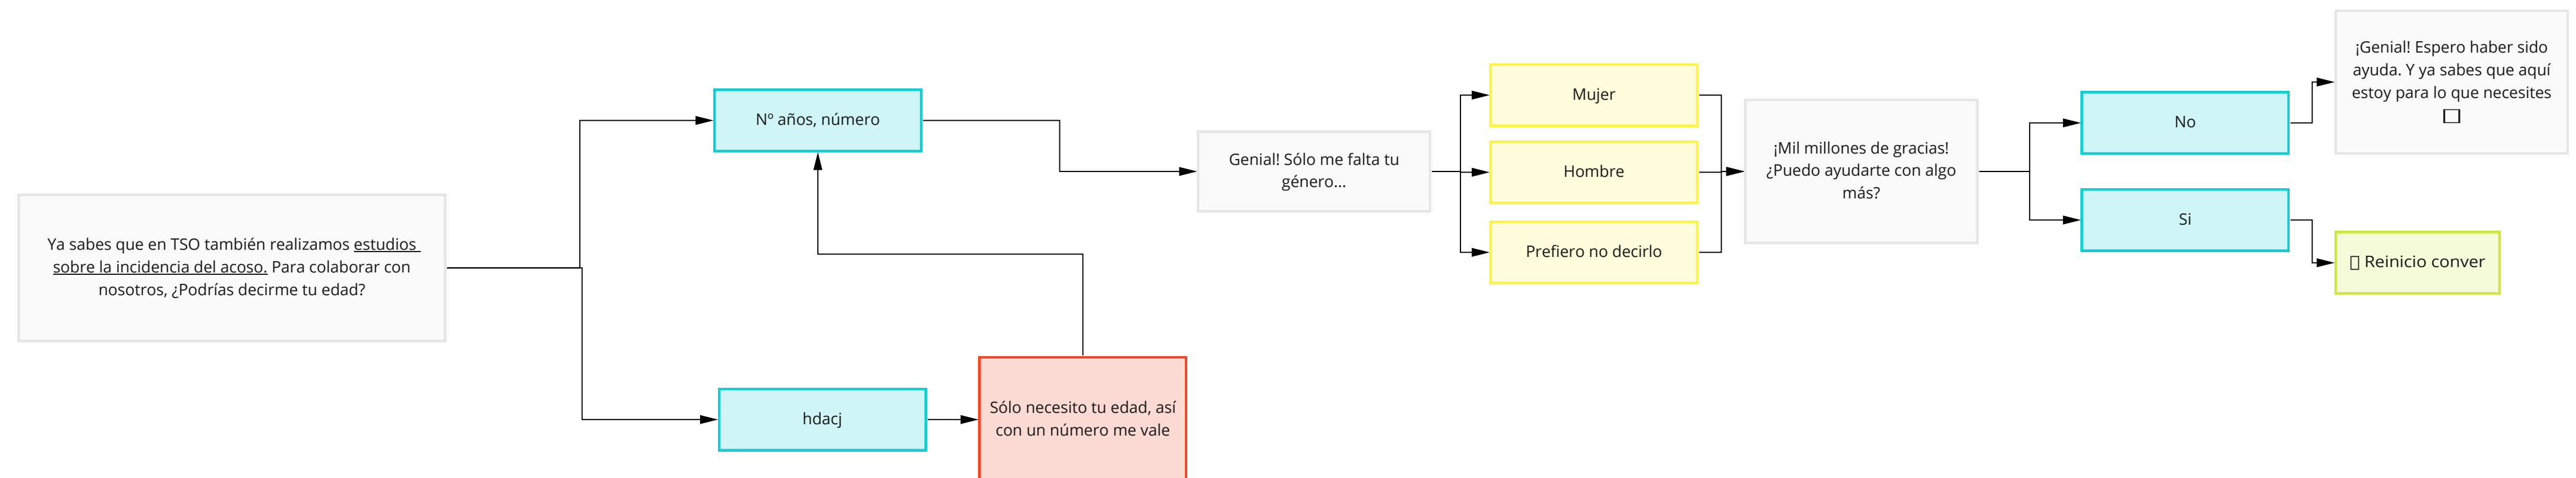 Ya sabes que en TSO también realizamos estudios
sobre la incidencia del acoso. Para colaborar con
nosotros, ¿Podrías decirme tu edad?
Nº años, número
hdacj
Sólo necesito tu edad, así
con un número me vale
Genial! Sólo me falta tu
género...
Mujer
Hombre
Prefiero no decirlo
¡Mil millones de gracias!
¿Puedo ayudarte con algo
más?
No
Si
¡Genial! Espero haber sido
ayuda. Y ya sabes que aquí
estoy para lo que necesites
Reinicio conver